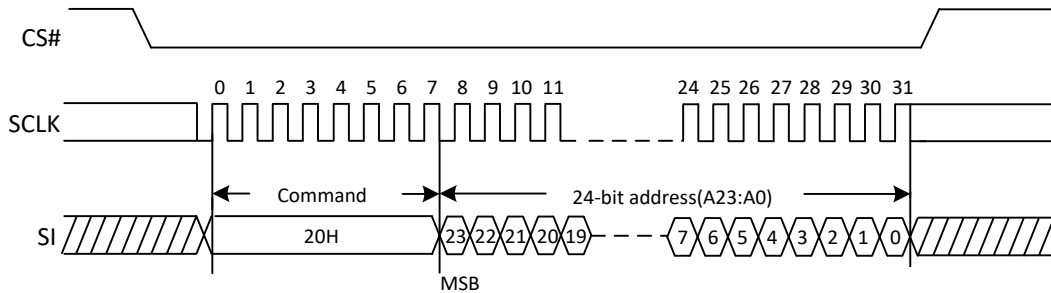 CS#
0 1 2 3 4 5 6 7 8 9 10 11 24 25 26 27 28 29 30 31
SCLK
Command 24-bit address(A23:A0)
SI 20H 23 22 21 20 19 7 6 5 4 3 2 1 0
MSB